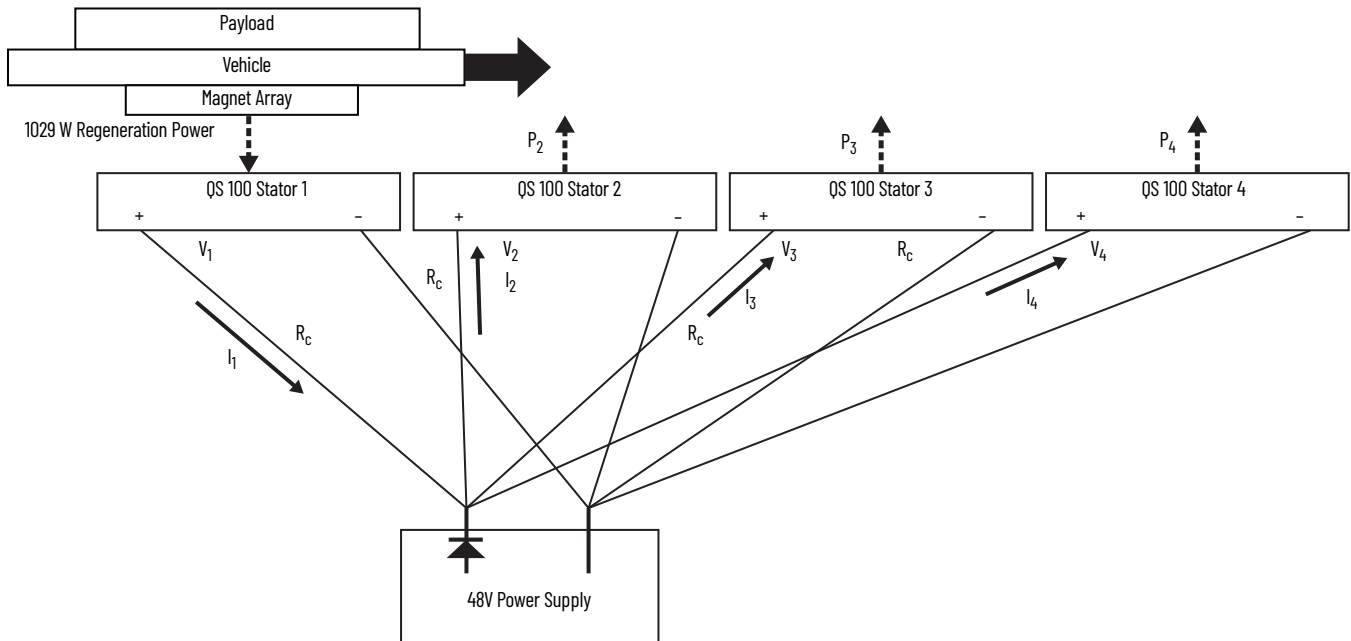 Payload
Vehicle
Magnet Array
1029 W Regeneration Power
P2
P3
P4
QS 100 Stator 1
QS 100 Stator 2
QS 100 Stator 3
QS 100 Stator 4
+ -
+ -
+ -
+ -
V1
Rc
I1
V2
Rc
I2
V3
Rc
I3
Rc
V4
I4
48V Power Supply